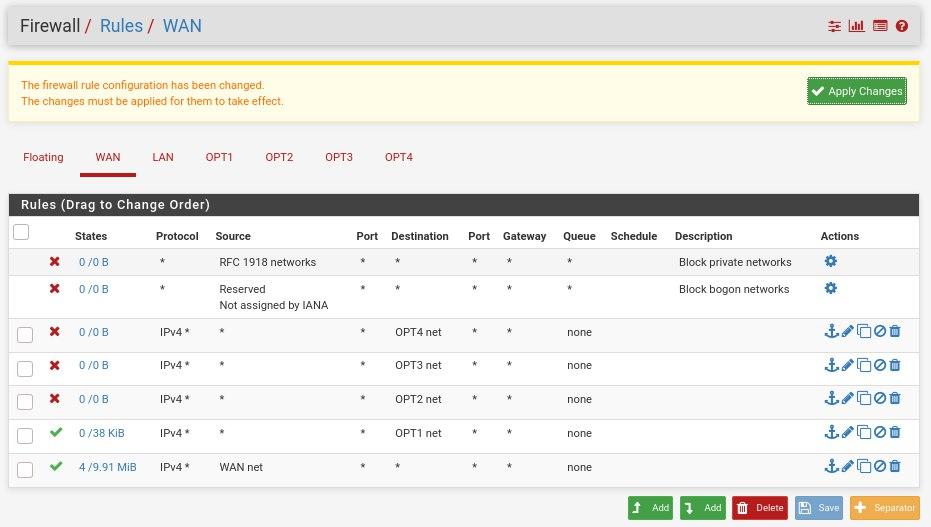 Firewall / Rules / WAN
The firewall rule configuration has been changed.
The changes must be applied for them to take effect.
Apply Changes
Floating WAN LAN OPT1 OPT2 OPT3 OPT4
Rules (Drag to Change Order)
States Protocol Source Port Destination Port Gateway Queue Schedule Description Actions
0 /0 B * RFC 1918 networks * * * * * Block private networks
0 /0 B * Reserved * * * * * Block bogon networks
Not assigned by IANA
0 /0 B IPv4 * * * OPT4 net * * none
0 /0 B IPv4 * * * OPT3 net * * none
0 /0 B IPv4 * * * OPT2 net * * none
0 /38 KiB IPv4 * * * OPT1 net * * none
4 /9.91 MiB IPv4 * WAN net * * * * none
Add Add Delete Save Separator